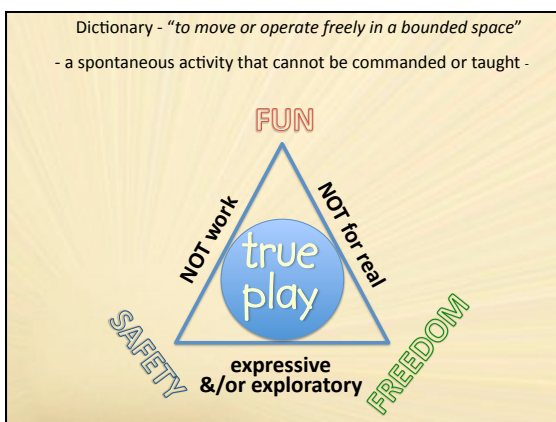 Dictionary - “to move or operate freely in a bounded space”
- a spontaneous activity that cannot be commanded or taught -
FUN
NOT work
NOT for real
true
play
SAFETY
FREEDOM
expressive
&/or exploratory